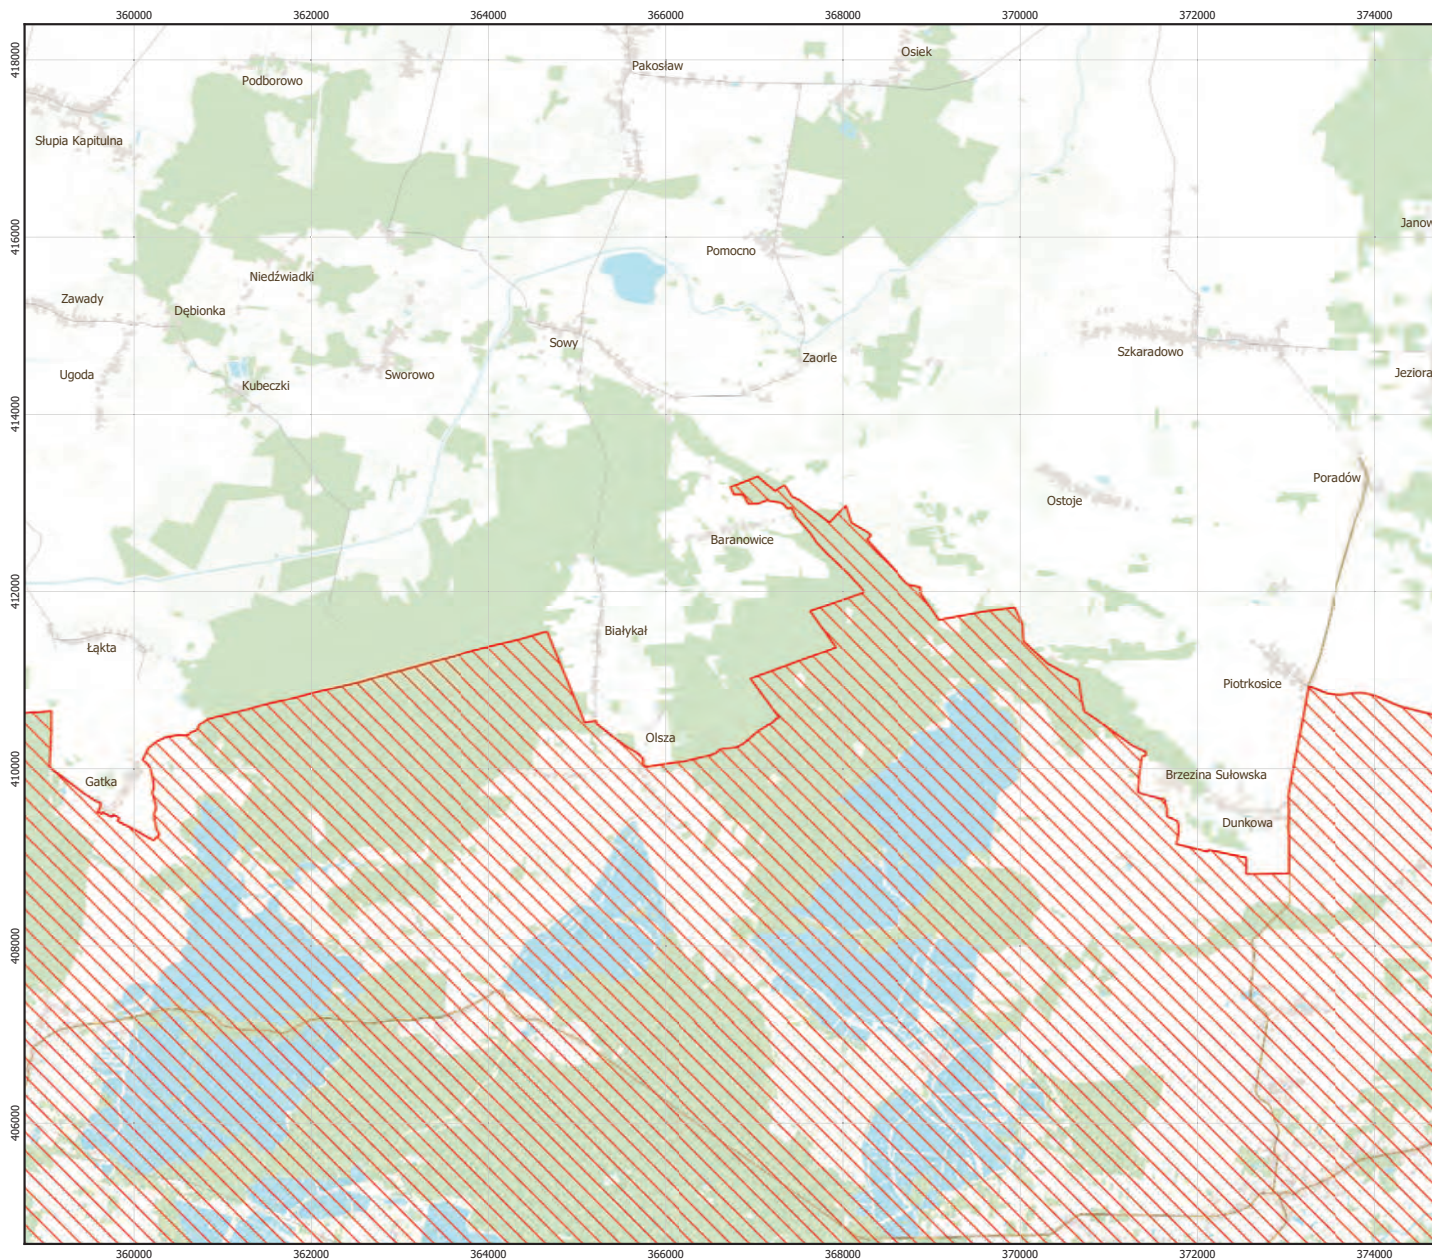 360000 362000 364000 366000 368000 370000 372000 374000
418000
Osiek
Pakosław
Podborowo
Słupia Kapitulna
416000
Janow
Pomocno
Niedźwiadki
Zawady
Dębionka
Sowy
Szkaradowo
Zaorle
Ugoda
Sworowo
Jeziora
Kubeczki
414000
Poradów
Ostoje
Baranowice
412000
Białykał
Łąkta
Piotrkosice
Olsza
410000
Brzezina Sułowska
Gatka
Dunkowa
408000
406000
360000 362000 364000 366000 368000 370000 372000 374000